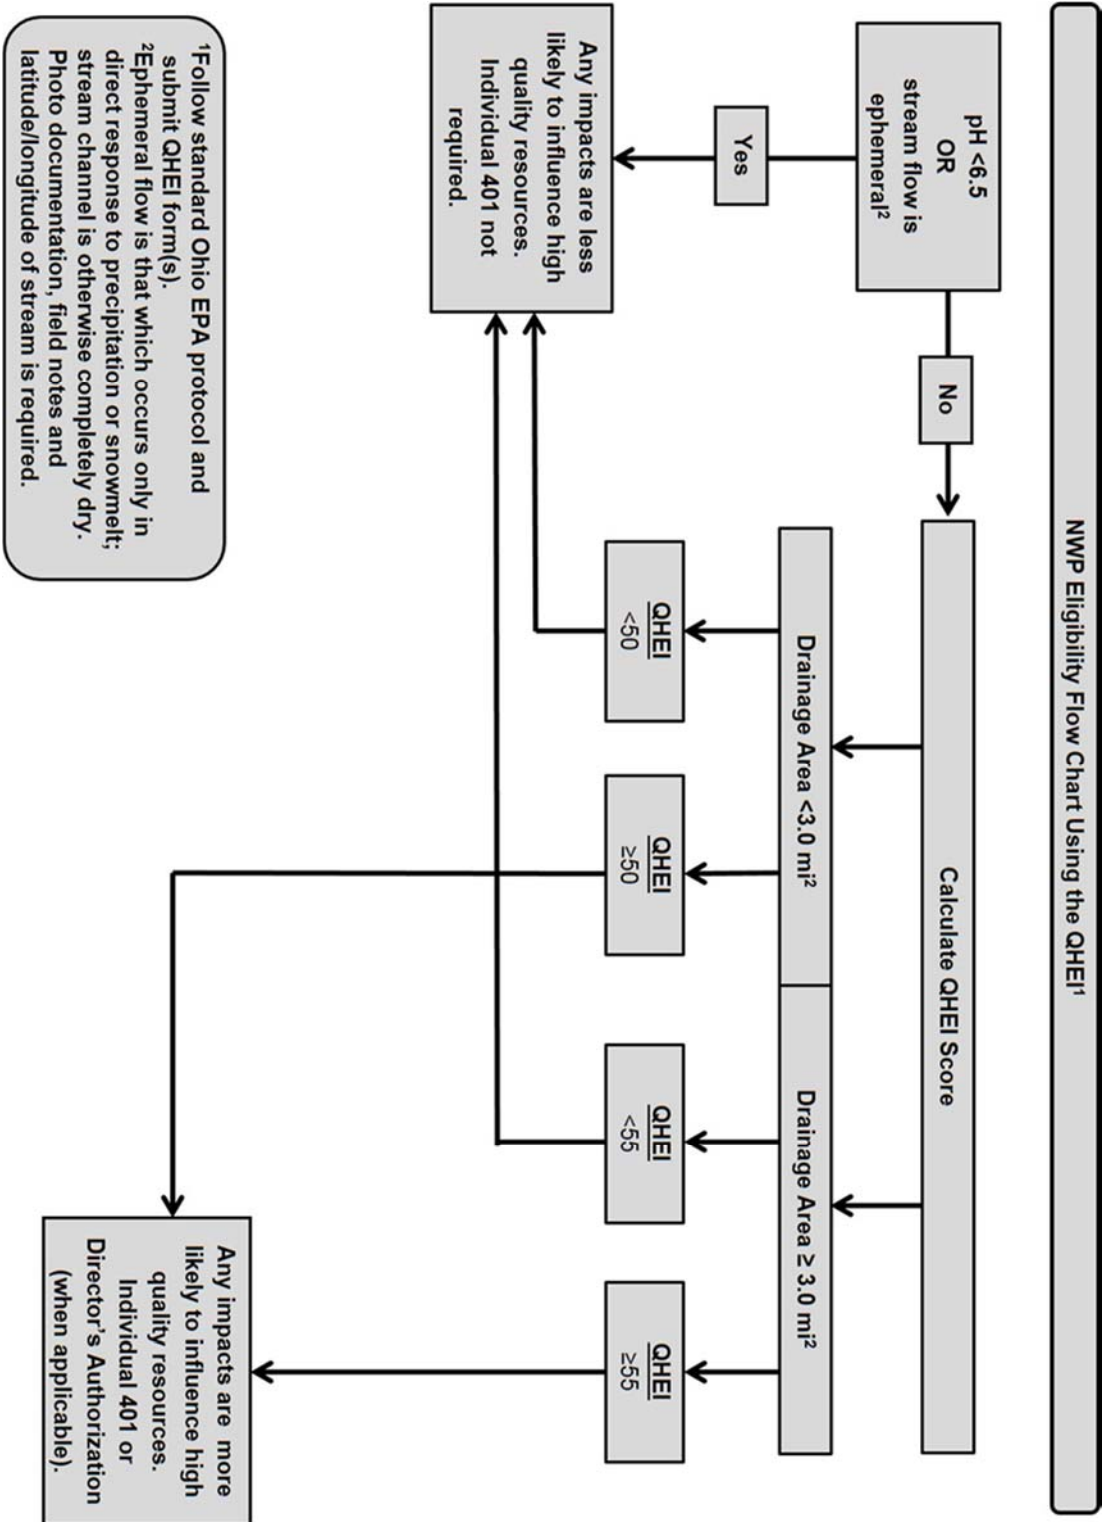 NWP Eligibility Flow Chart Using the QHEI¹
pH <6.5
OR
stream flow is
ephemeral²
No
Calculate QHEI Score
Yes
Drainage Area <3.0 mi²
Drainage Area ≥ 3.0 mi²
QHEI
<50
QHEI
≥50
QHEI
<55
QHEI
≥55
Any impacts are less
likely to influence high
quality resources.
Individual 401 not
required.
Any impacts are more
likely to influence high
quality resources.
Individual 401 or
Director's Authorization
(when applicable).
¹Follow standard Ohio EPA protocol and
submit QHEI form(s).
²Ephemeral flow is that which occurs only in
direct response to precipitation or snowmelt;
stream channel is otherwise completely dry.
Photo documentation, field notes and
latitude/longitude of stream is required.